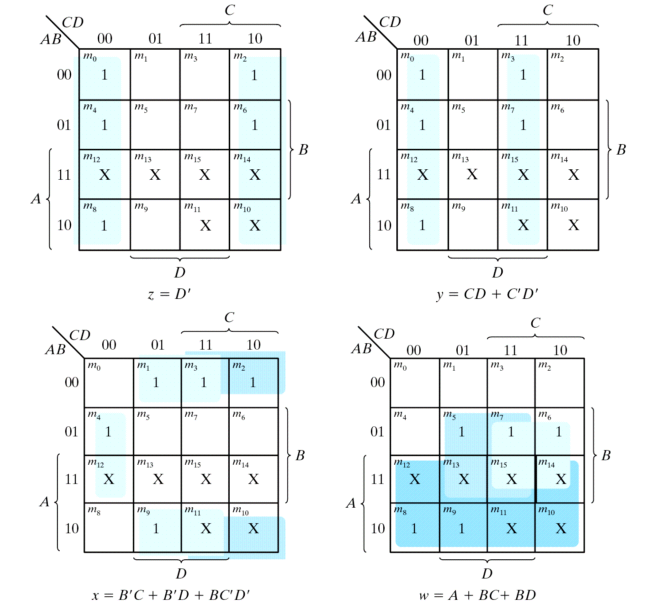 C C
CD CD
AB 00 01 11 10 AB 00 01 11 10
m0 m1 m3 m2 m0 m1 m3 m2
00 1 1 00 1 1
m4 m5 m7 m6 m4 m5 m7 m6
01 1 1 01 1 1
B B
m12 m13 m15 m14 m12 m13 m15 m14
11 X X X X 11 X X X X
A A
m8 m9 m11 m10 m8 m9 m11 m10
10 1 X X 10 1 X X
D D
z = D′ y = CD + C′D′
C C
CD CD
AB 00 01 11 10 AB 00 01 11 10
m0 m1 m3 m2 m0 m1 m3 m2
00 1 1 1 00
m4 m5 m7 m6 m4 m5 m7 m6
01 1 01 1 1 1
B B
m12 m13 m15 m14 m12 m13 m15 m14
11 X X X X 11 X X X X
A A
m8 m9 m11 m10 m8 m9 m11 m10
10 1 X X 10 1 1 X X
D D
x = B′C + B′D + BC′D′ w = A + BC+ BD